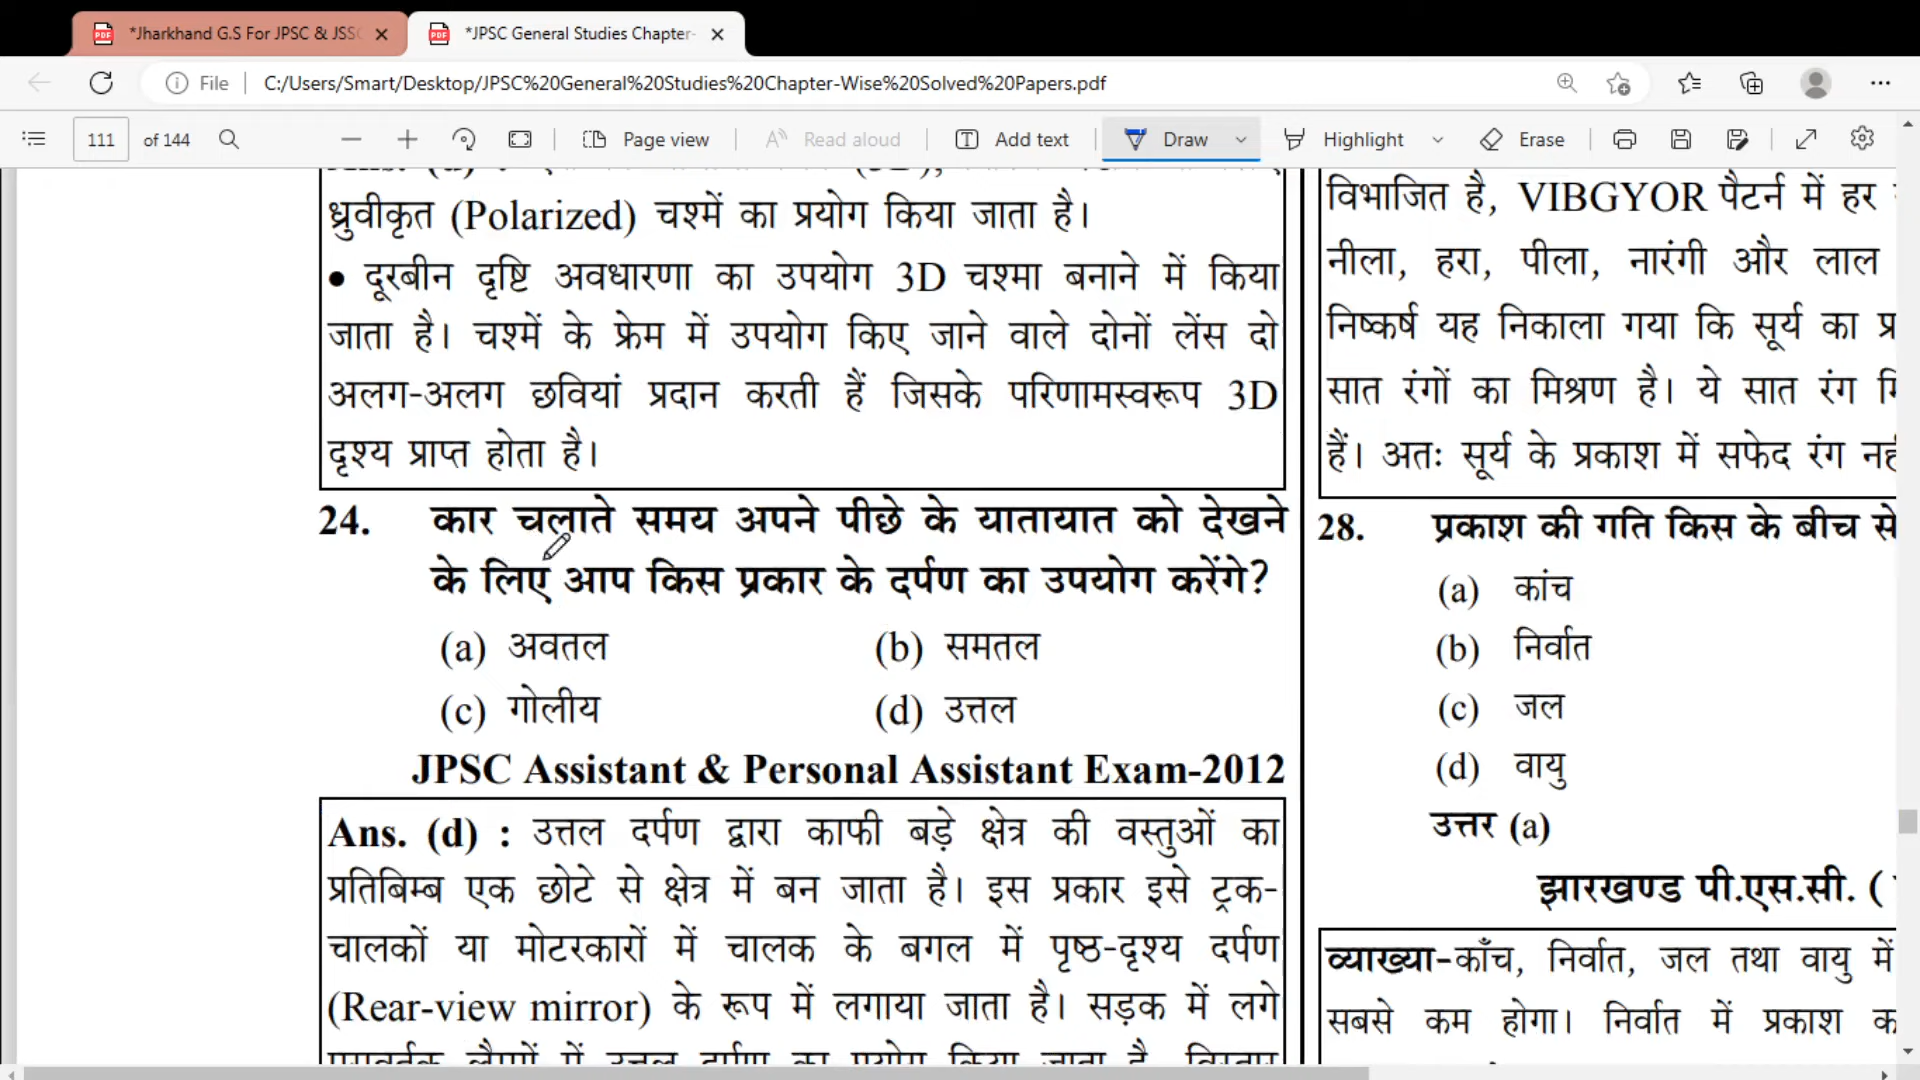 *Jharkhand G.S For JPSC & JSSC
*JPSC General Studies Chapter-
File
C:/Users/Smart/Desktop/JPSC%20General%20Studies%20Chapter-Wise%20Solved%20Papers.pdf
111 of 144
Page view
Read aloud
Add text
Draw
Highlight
Erase
ध्रुवीकृत (Polarized) चश्में का प्रयोग किया जाता है।
• दूरबीन दृष्टि अवधारणा का उपयोग 3D चश्मा बनाने में किया
जाता है। चश्में के फ्रेम में उपयोग किए जाने वाले दोनों लेंस दो
अलग-अलग छवियां प्रदान करती हैं जिसके परिणामस्वरूप 3D
दृश्य प्राप्त होता है।
24. कार चलाते समय अपने पीछे के यातायात को देखने
के लिए आप किस प्रकार के दर्पण का उपयोग करेंगे?
(a) अवतल (b) समतल
(c) गोलीय (d) उत्तल
JPSC Assistant & Personal Assistant Exam-2012
Ans. (d) : उत्तल दर्पण द्वारा काफी बड़े क्षेत्र की वस्तुओं का
प्रतिबिम्ब एक छोटे से क्षेत्र में बन जाता है। इस प्रकार इसे ट्रक-
चालकों या मोटरकारों में चालक के बगल में पृष्ठ-दृश्य दर्पण
(Rear-view mirror) के रूप में लगाया जाता है। सड़क में लगे
विभाजित है, VIBGYOR पैटर्न में हर
नीला, हरा, पीला, नारंगी और लाल
निष्कर्ष यह निकाला गया कि सूर्य का प्र
सात रंगों का मिश्रण है। ये सात रंग
हैं। अतः सूर्य के प्रकाश में सफेद रंग नही
28. प्रकाश की गति किस के बीच से
(a) कांच
(b) निर्वात
(c) जल
(d) वायु
उत्तर (a)
झारखण्ड पी.एस.सी. (
व्याख्या-काँच, निर्वात, जल तथा वायु में
सबसे कम होगा। निर्वात में प्रकाश क